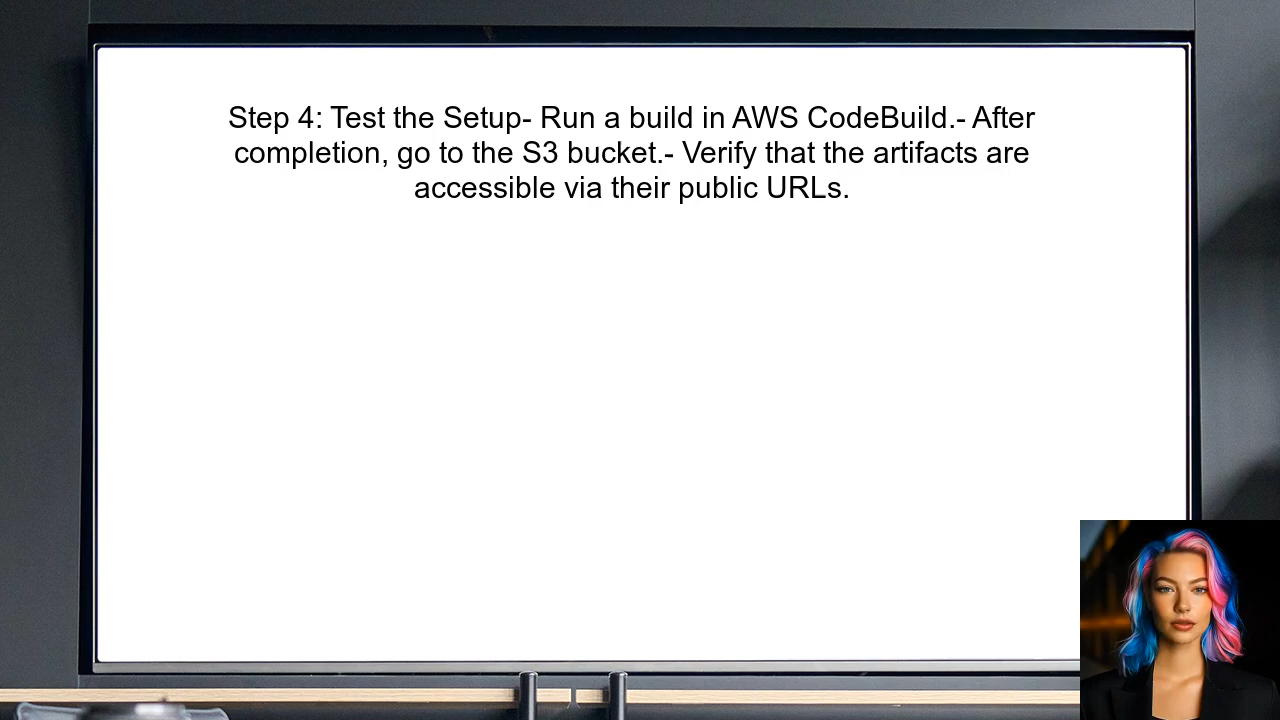 Step 4: Test the Setup- Run a build in AWS CodeBuild.- After
completion, go to the S3 bucket.- Verify that the artifacts are
accessible via their public URLs.